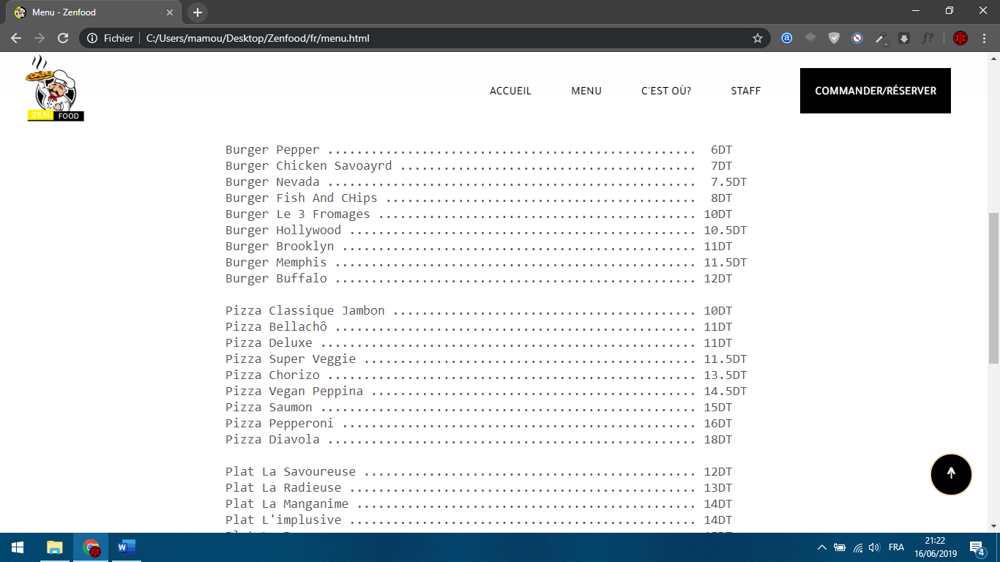 Menu - Zenfood
Fichier C:/Users/mamou/Desktop/Zenfood/fr/menu.html
ZEN FOOD
ACCUEIL MENU C'EST OÙ? STAFF COMMANDER/RÉSERVER
Burger Pepper ................................................... 6DT
Burger Chicken Savoayrd ......................................... 7DT
Burger Nevada ................................................... 7.5DT
Burger Fish And CHips ........................................... 8DT
Burger Le 3 Fromages ............................................ 10DT
Burger Hollywood ................................................ 10.5DT
Burger Brooklyn ................................................. 11DT
Burger Memphis .................................................. 11.5DT
Burger Buffalo .................................................. 12DT
Pizza Classique Jambon .......................................... 10DT
Pizza Bellachô .................................................. 11DT
Pizza Deluxe .................................................... 11DT
Pizza Super Veggie .............................................. 11.5DT
Pizza Chorizo ................................................... 13.5DT
Pizza Vegan Peppina ............................................. 14.5DT
Pizza Saumon .................................................... 15DT
Pizza Pepperoni ................................................. 16DT
Pizza Diavola ................................................... 18DT
Plat La Savoureuse .............................................. 12DT
Plat La Radieuse ................................................ 13DT
Plat La Manganime ............................................... 14DT
Plat L'implusive ................................................ 14DT
FRA
21:22
16/06/2019
4